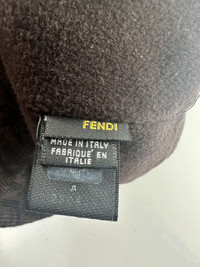 FENDI
MADE IN ITALY
FABRIQUÉ EN
ITALIE
A